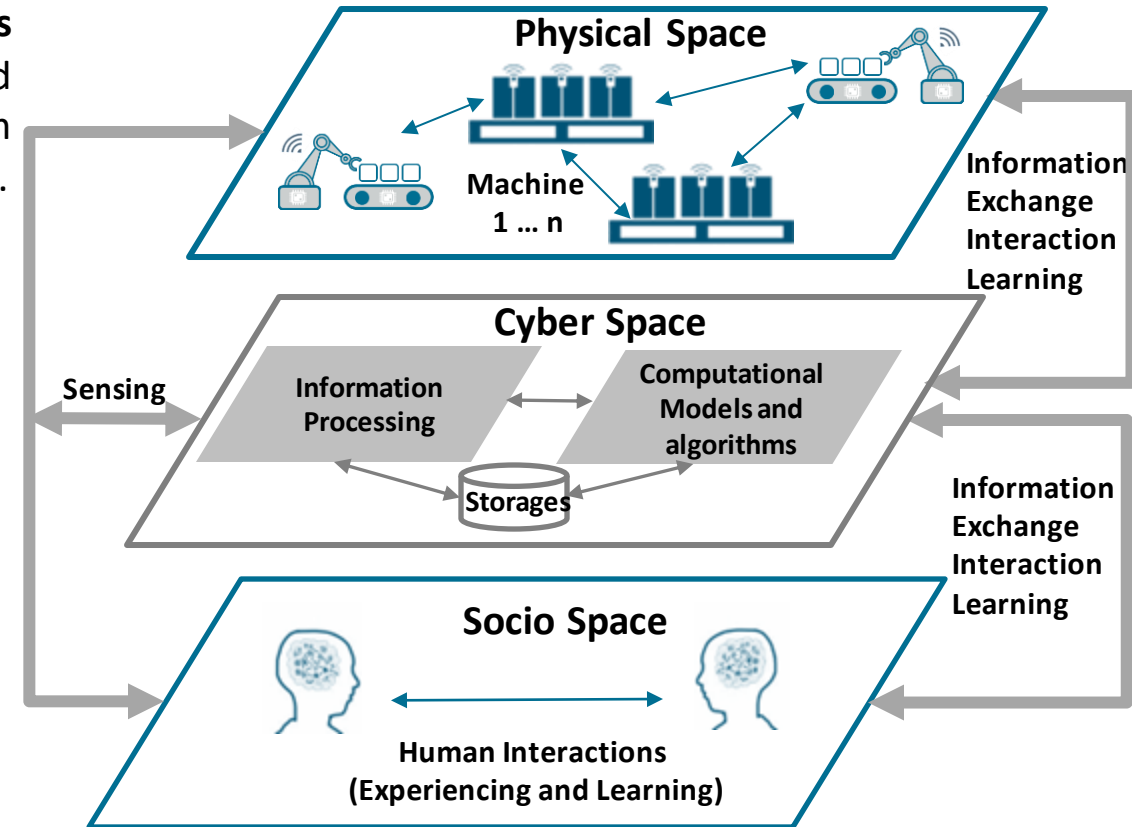 s
d
n
.
Physical Space
Machine
1 ... n
Information
Exchange
Interaction
Learning
Cyber Space
Sensing
Information
Processing
Computational
Models and
algorithms
Storages
Information
Exchange
Interaction
Learning
Socio Space
Human Interactions
(Experiencing and Learning)